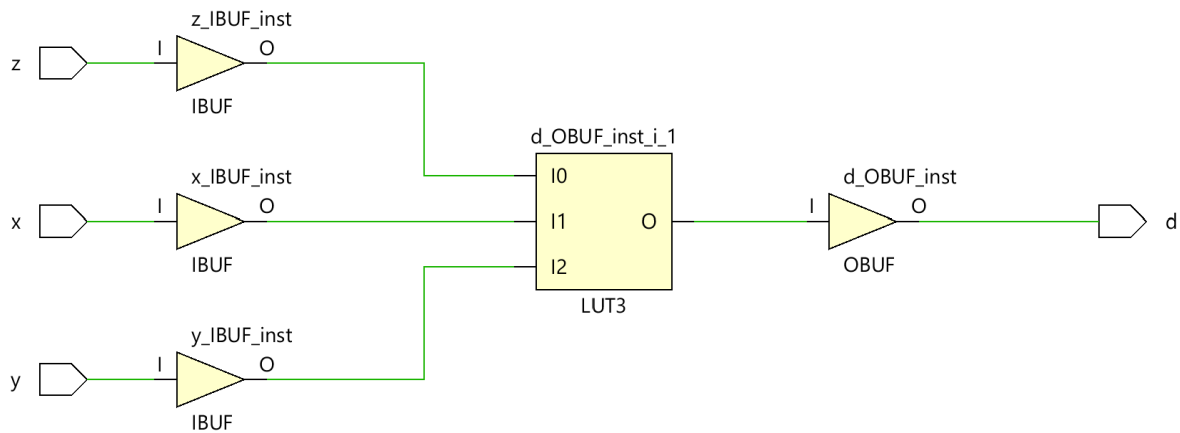 z_IBUF_inst
z
I
O
IBUF
d_OBUF_inst_i_1
I0
x_IBUF_inst
d_OBUF_inst
x
I
O
I1
O
I
O
d
IBUF
I2
OBUF
LUT3
y_IBUF_inst
y
I
O
IBUF